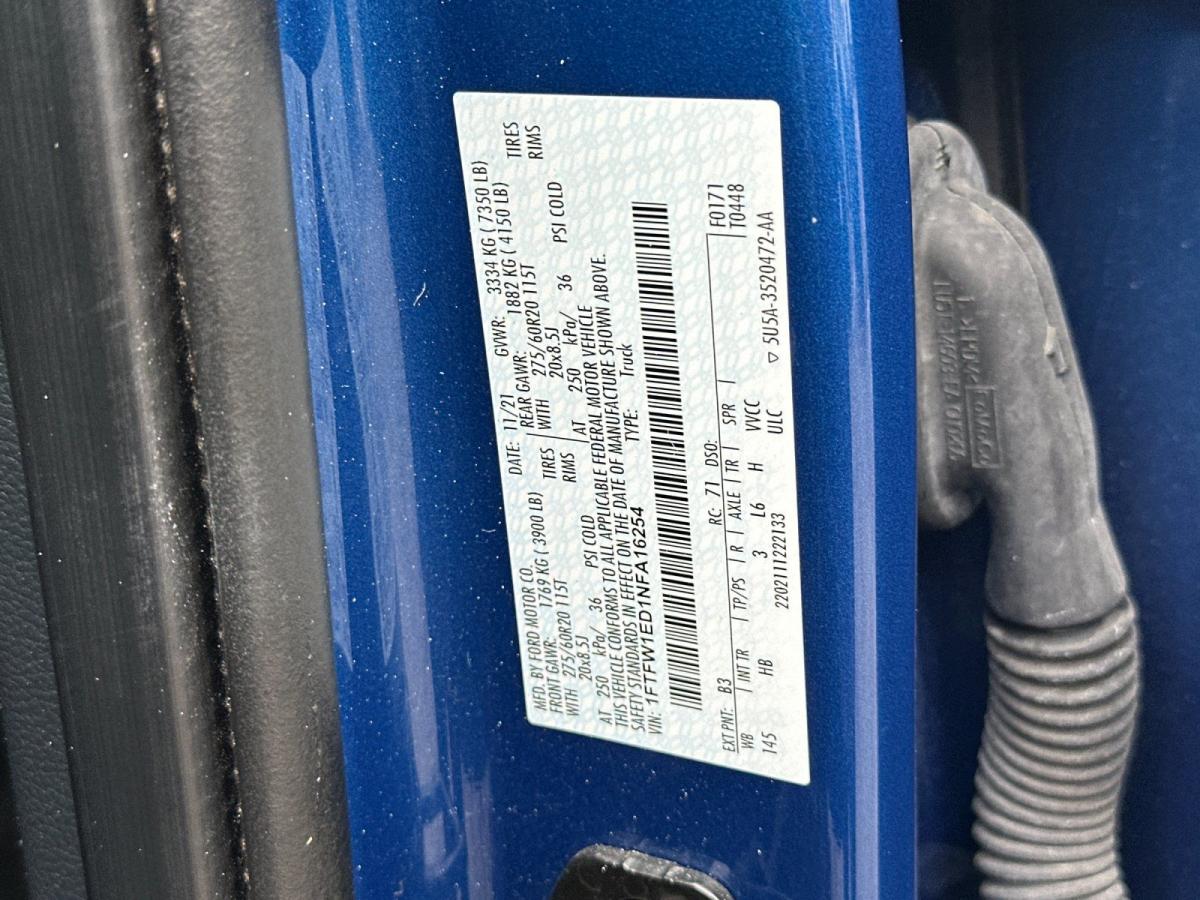 MFD. BY FORD MOTOR CO.
DATE: 11/21 GVWR: 3334 KG ( 7350 LB)
FRONT GAWR: 1769 KG ( 3900 LB)
REAR GAWR: 1882 KG ( 4150 LB)
WITH 275/60R20 115T TIRES
WITH 275/60R20 115T TIRES
20x8.5J RIMS
20x8.5J RIMS
AT 250 kPa/ 36 PSI COLD
AT 250 kPa/ 36 PSI COLD
THIS VEHICLE CONFORMS TO ALL APPLICABLE FEDERAL MOTOR VEHICLE
SAFETY STANDARDS IN EFFECT ON THE DATE OF MANUFACTURE SHOWN ABOVE.
VIN: 1FTFW1ED1NFA16254 TYPE: Truck
EXT PNT: B3 RC: 71 DSO: F0171
WB INT TR TP/PS R AXLE TR SPR T0448
145 HB 3 L6 H VVCC
2202111222133 ULC
5U5A-3520472-AA